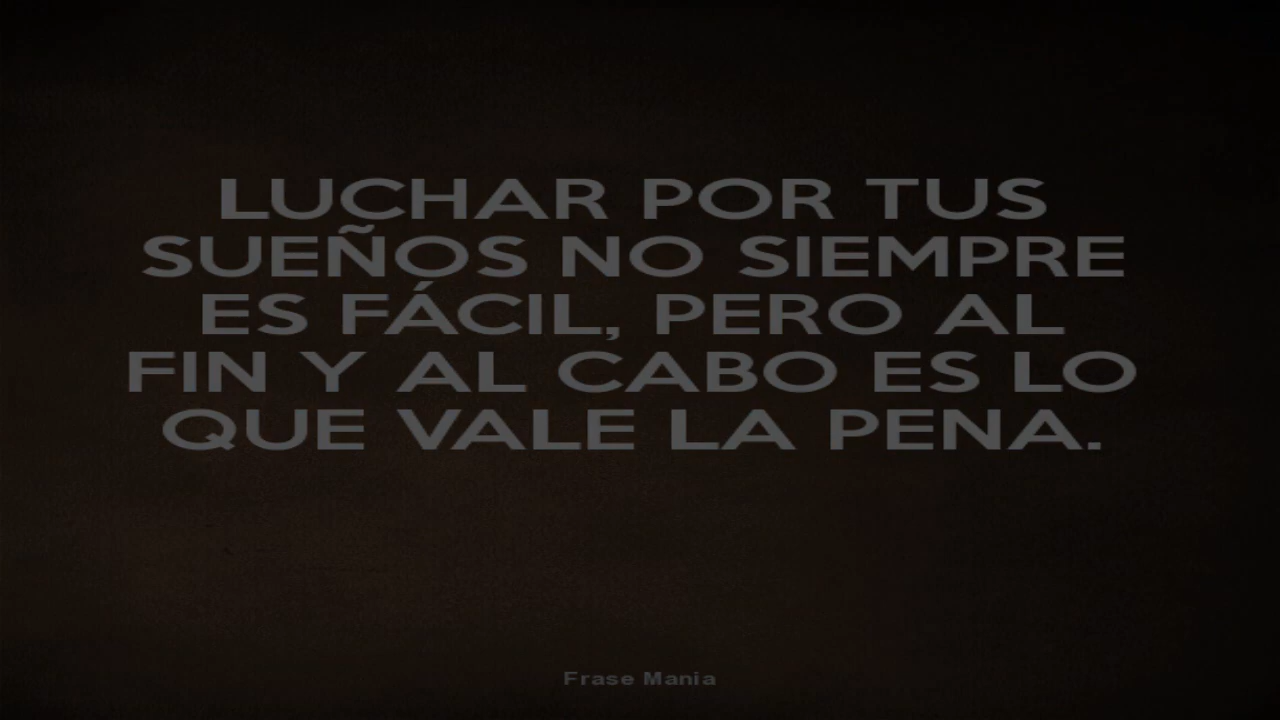 LUCHAR POR TUS
SUEÑOS NO SIEMPRE
ES FÁCIL, PERO AL
FIN Y AL CABO ES LO
QUE VALE LA PENA.
Frase Mania